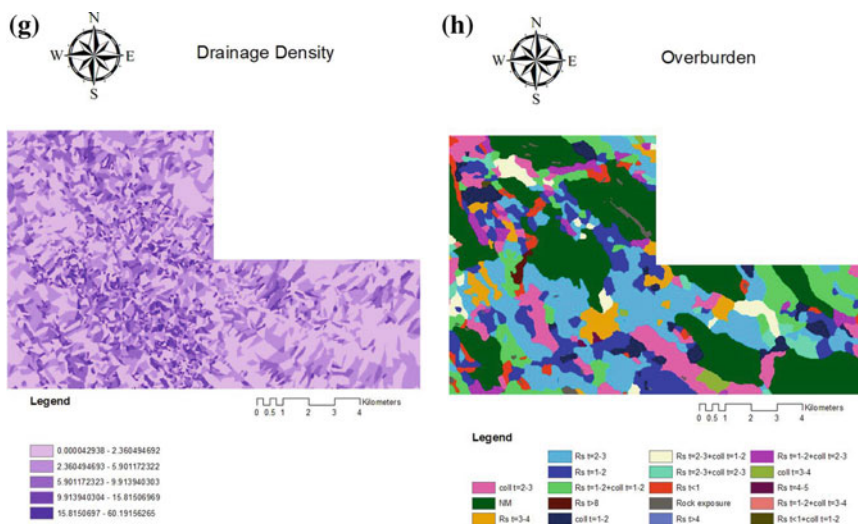 (g)
N
W E
S
Drainage Density
Legend
0 0.5 1 2 3 4 Kilometers
0.000042938 - 2.360494692
2.360494693 - 5.901172322
5.901172323 - 9.913940303
9.913940304 - 15.81506969
15.8150697 - 60.19156265
(h)
N
W E
S
Overburden
0 0.5 1 2 3 4 Kilometers
Legend
coll t=2-3
NM
Rs t=3-4
Rs t=2-3
Rs t=1-2
Rs t=1-2+coll t=1-2
Rs t>8
coll t=1-2
Rs t=2-3+coll t=1-2
Rs t=2-3+coll t=2-3
Rs t<1
Rock exposure
Rs t>4
Rs t=1-2+coll t=2-3
coll t=3-4
Rs t=4-5
Rs t=1-2+coll t=3-4
Rs t<1+coll t=1-2